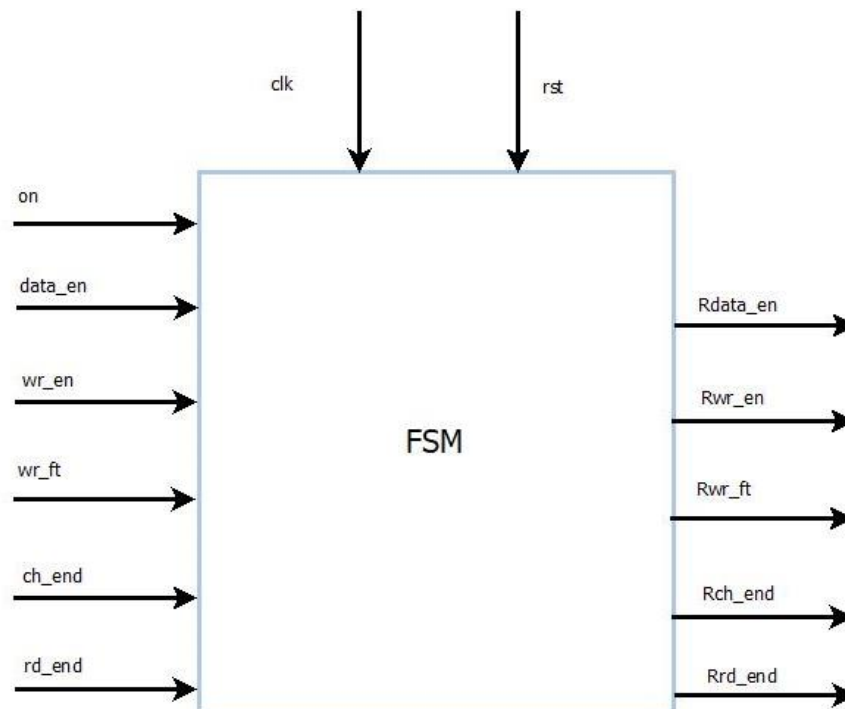 clk
rst
on
data_en
Rdata_en
wr_en
Rwr_en
FSM
wr_ft
Rwr_ft
ch_end
Rch_end
rd_end
Rrd_end